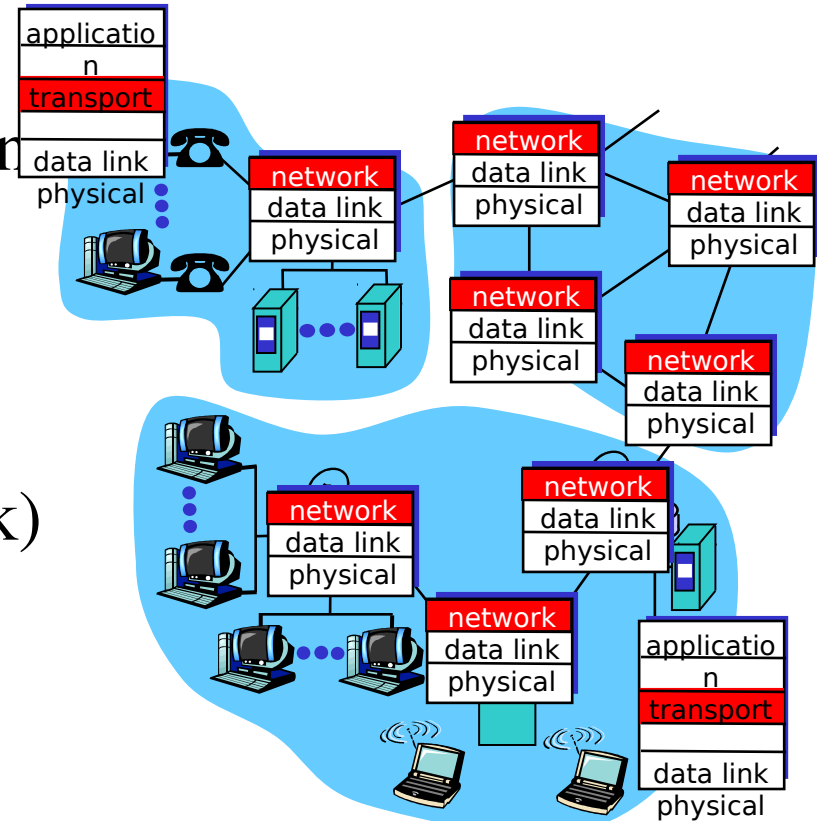 applicatio
n
transport
data link
physical
n
network
data link
physical
network
data link
physical
network
data link
physical
network
data link
physical
network
data link
physical
k)
network
data link
physical
network
data link
physical
network
data link
physical
applicatio
n
transport
data link
physical